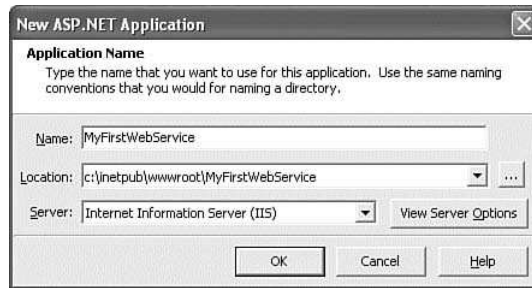 New ASP.NET Application
Application Name
Type the name that you want to use for this application. Use the same naming
conventions that you would for naming a directory.
Name: MyFirstWebService
Location: c:\inetpub\wwwroot\MyFirstWebService ...
Server: Internet Information Server (IIS) View Server Options
OK Cancel Help